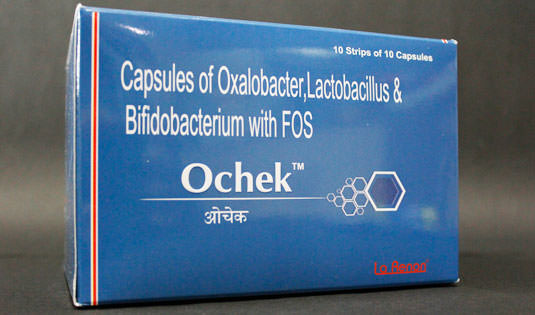 10 Strips of 10 Capsules
Capsules of Oxalobacter,Lactobacillus &
Bifidobacterium with FOS
Ochek™
ओचेक
La Renon